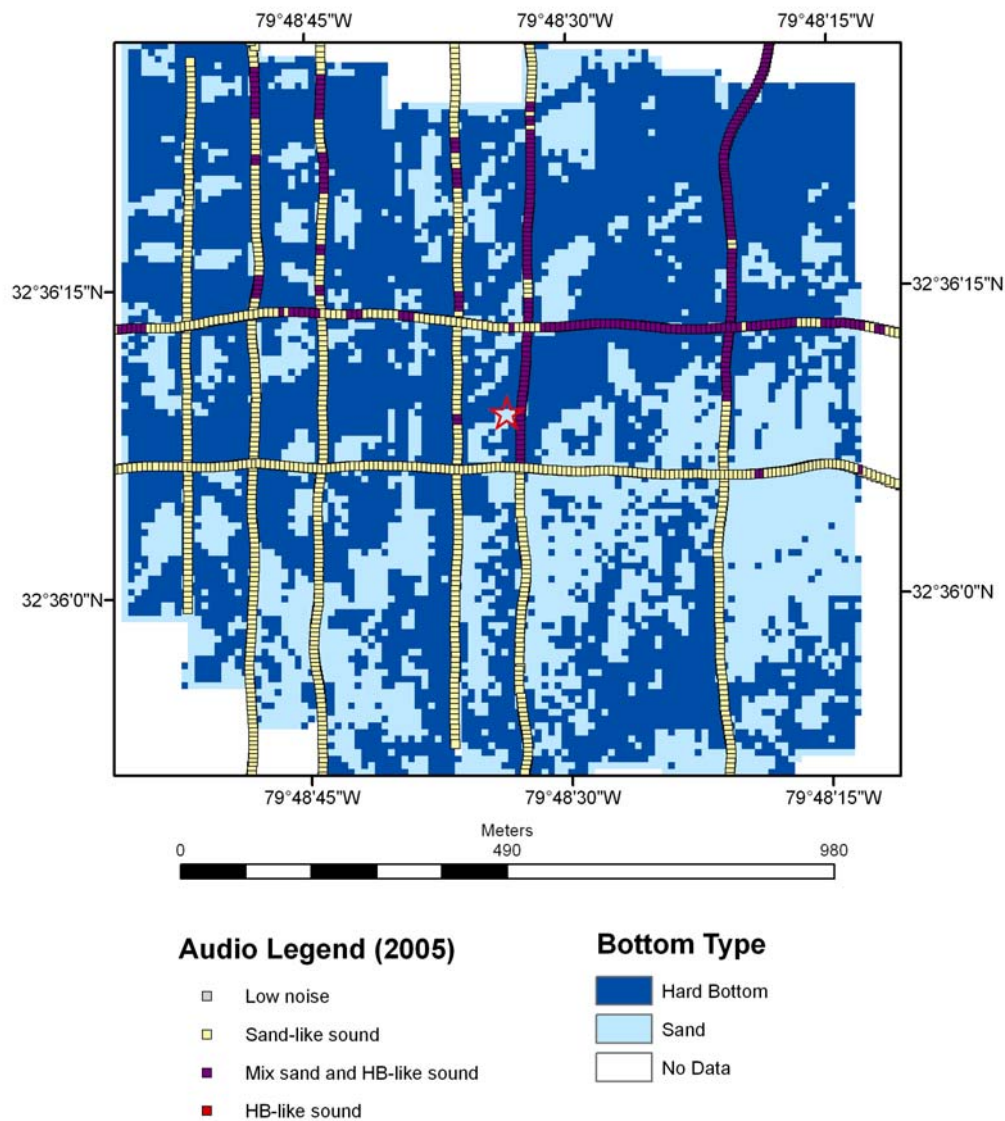 79°48'45"W 79°48'30"W 79°48'15"W
32°36'15"N 32°36'15"N
32°36'0"N 32°36'0"N
79°48'45"W 79°48'30"W 79°48'15"W
Meters
0 490 980
Audio Legend (2005)
Low noise
Sand-like sound
Mix sand and HB-like sound
HB-like sound
Bottom Type
Hard Bottom
Sand
No Data